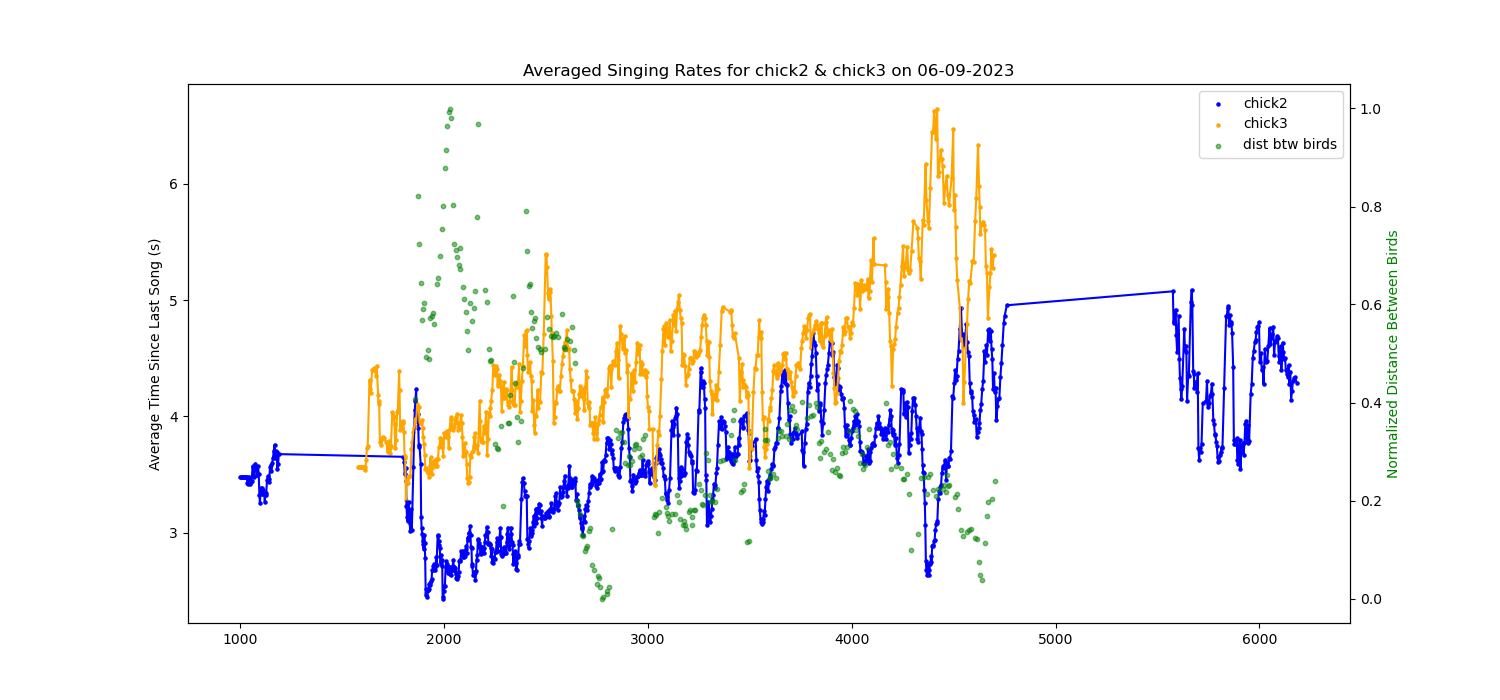 Averaged Singing Rates for chick2 & chick3 on 06-09-2023
chick2
chick3
dist btw birds
Average Time Since Last Song (s)
6
5
4
3
1.0
0.8
0.6
0.4
0.2
0.0
Normalized Distance Between Birds
1000 2000 3000 4000 5000 6000